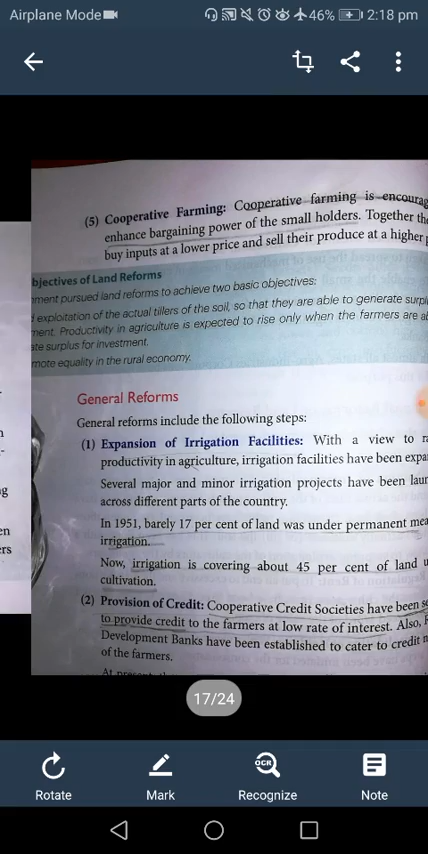 Airplane Mode
46%
2:18 pm
(5) Cooperative Farming: Cooperative farming is encourag
enhance bargaining power of the small holders. Together the
buy inputs at a lower price and sell their produce at a higher p
bjectives of Land Reforms
nment pursued land reforms to achieve two basic objectives:
exploitation of the actual tillers of the soil, so that they are able to generate surpl
ment. Productivity in agriculture is expected to rise only when the farmers are ab
ate surplus for investment.
mote equality in the rural economy.
General Reforms
General reforms include the following steps:
(1) Expansion of Irrigation Facilities: With a view to ra
productivity in agriculture, irrigation facilities have been expa
Several major and minor irrigation projects have been laun
across different parts of the country.
In 1951, barely 17 per cent of land was under permanent mea
irrigation.
Now, irrigation is covering about 45 per cent of land u
cultivation.
(2) Provision of Credit: Cooperative Credit Societies have been se
to provide credit to the farmers at low rate of interest. Also, R
Development Banks have been established to cater to credit n
of the farmers.
17/24
OCR
Rotate
Mark
Recognize
Note